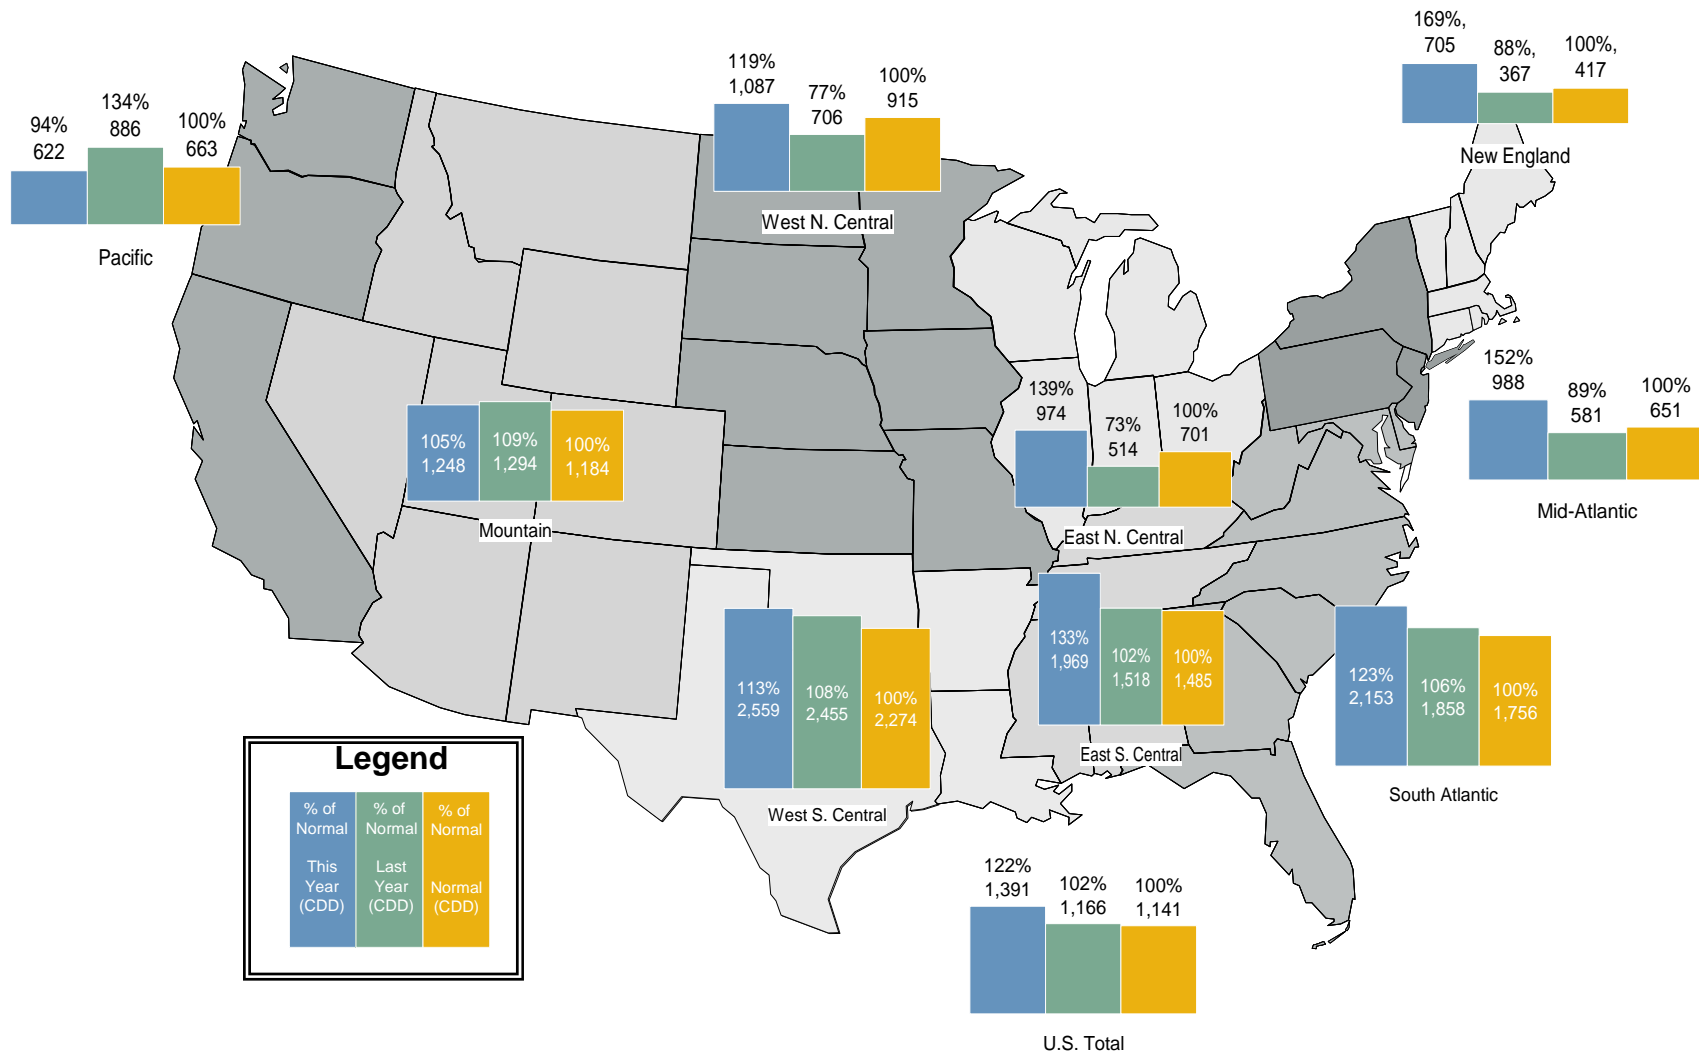 169%,
705
88%,
367
100%,
417
New England
119%
1,087
77%
706
100%
915
West N. Central
94%
622
134%
886
100%
663
Pacific
152%
988
89%
581
100%
651
Mid-Atlantic
139%
974
73%
514
100%
701
East N. Central
105%
1,248
109%
1,294
100%
1,184
Mountain
133%
1,969
102%
1,518
100%
1,485
East S. Central
113%
2,559
108%
2,455
100%
2,274
West S. Central
123%
2,153
106%
1,858
100%
1,756
South Atlantic
Legend
% of
Normal
This
Year
(CDD)
% of
Normal
Last
Year
(CDD)
% of
Normal
Normal
(CDD)
122%
1,391
102%
1,166
100%
1,141
U.S. Total